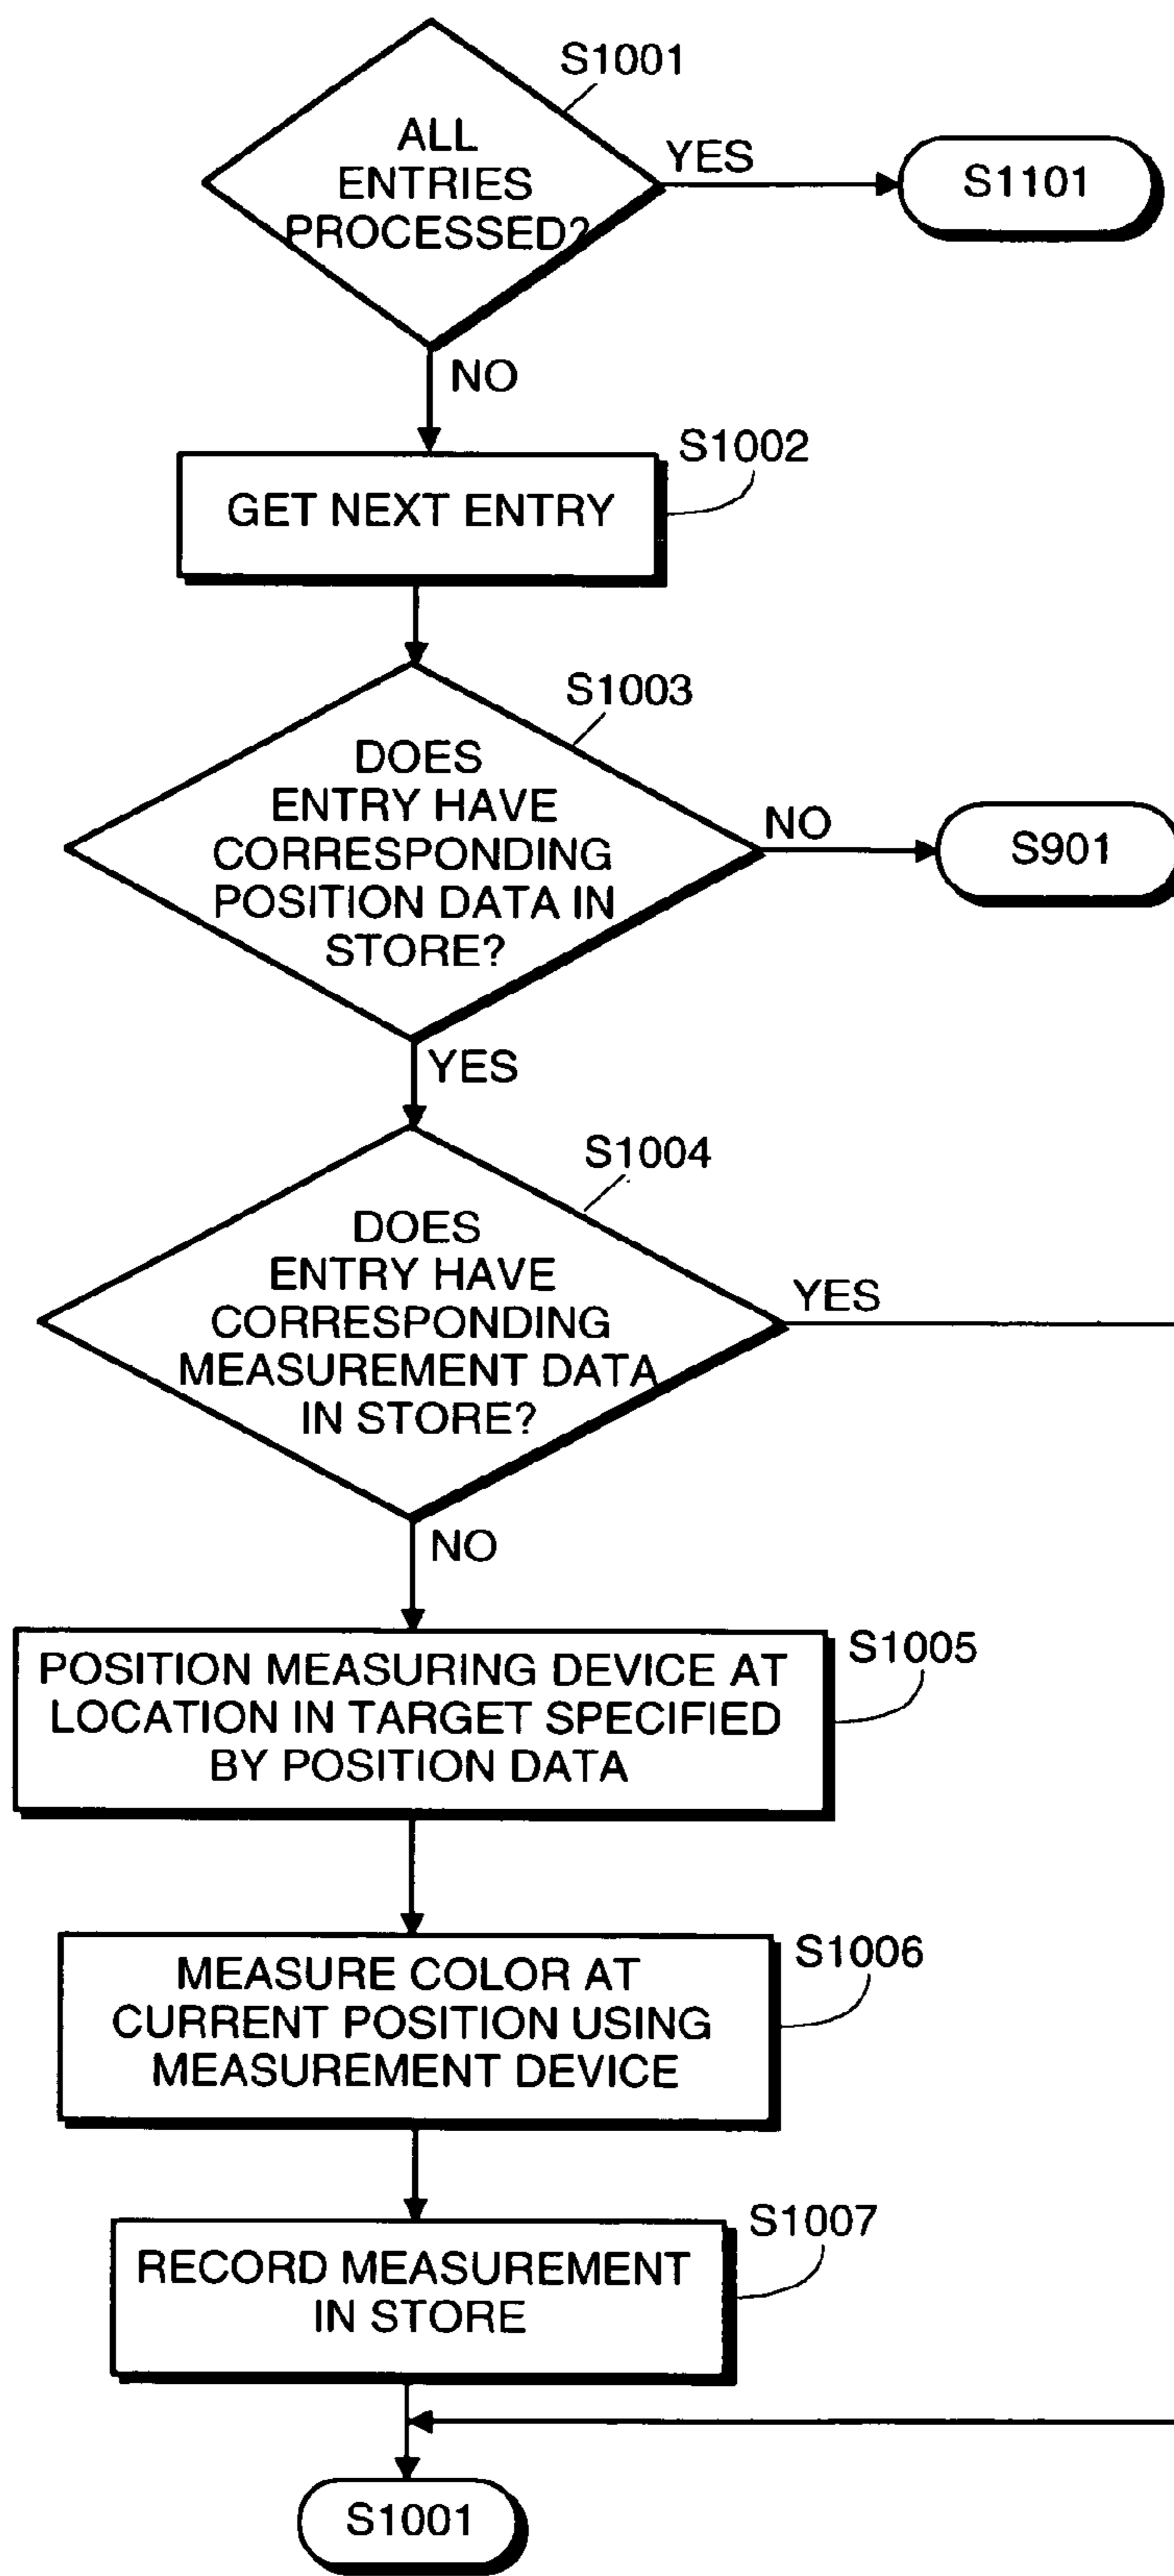 S1001
ALL
ENTRIES
PROCESSED?
YES
S1101
NO
S1002
GET NEXT ENTRY
S1003
DOES
ENTRY HAVE
CORRESPONDING
POSITION DATA IN
STORE?
NO
S901
YES
S1004
DOES
ENTRY HAVE
CORRESPONDING
MEASUREMENT DATA
IN STORE?
YES
NO
S1005
POSITION MEASURING DEVICE AT
LOCATION IN TARGET SPECIFIED
BY POSITION DATA
S1006
MEASURE COLOR AT
CURRENT POSITION USING
MEASUREMENT DEVICE
S1007
RECORD MEASUREMENT
IN STORE
S1001